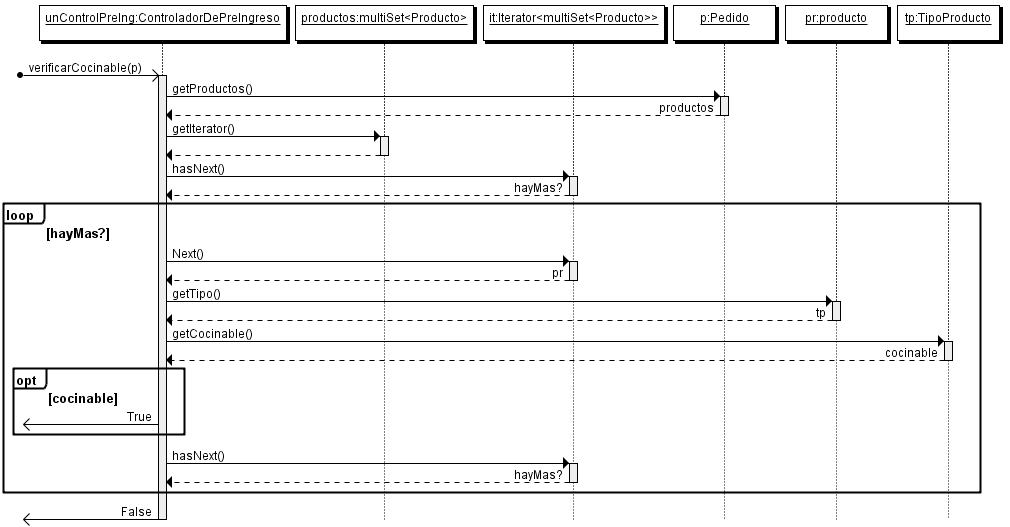 unControlPreIng:ControladorDePreIngreso
productos:multiSet<Producto>
it:Iterator<multiSet<Producto>>
p:Pedido
pr:producto
tp:TipoProducto
verificarCocinable(p)
getProductos()
productos
getIterator()
hasNext()
hayMas?
loop
[hayMas?]
Next()
pr
getTipo()
tp
getCocinable()
cocinable
opt
[cocinable]
True
hasNext()
hayMas?
False